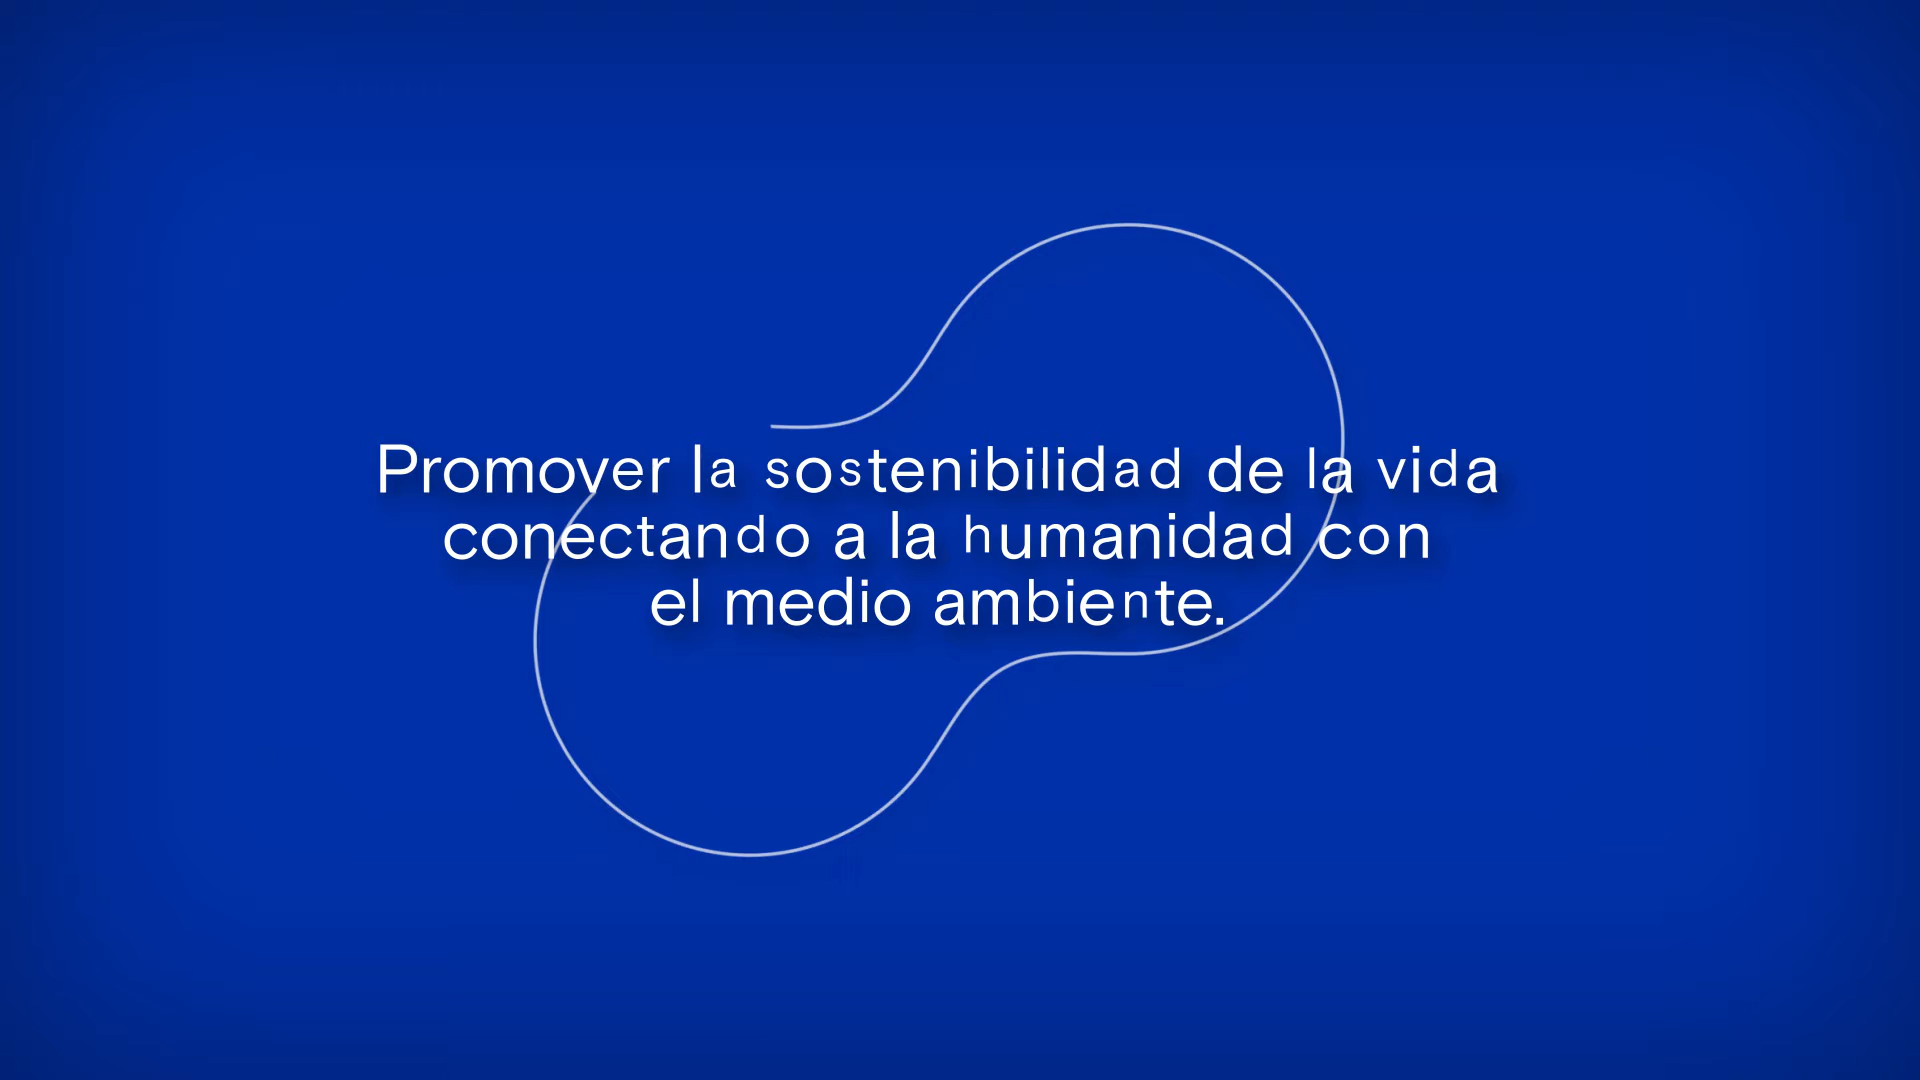 Promover la sostenibilidad de la vida
conectando a la humanidad con
el medio ambiente.